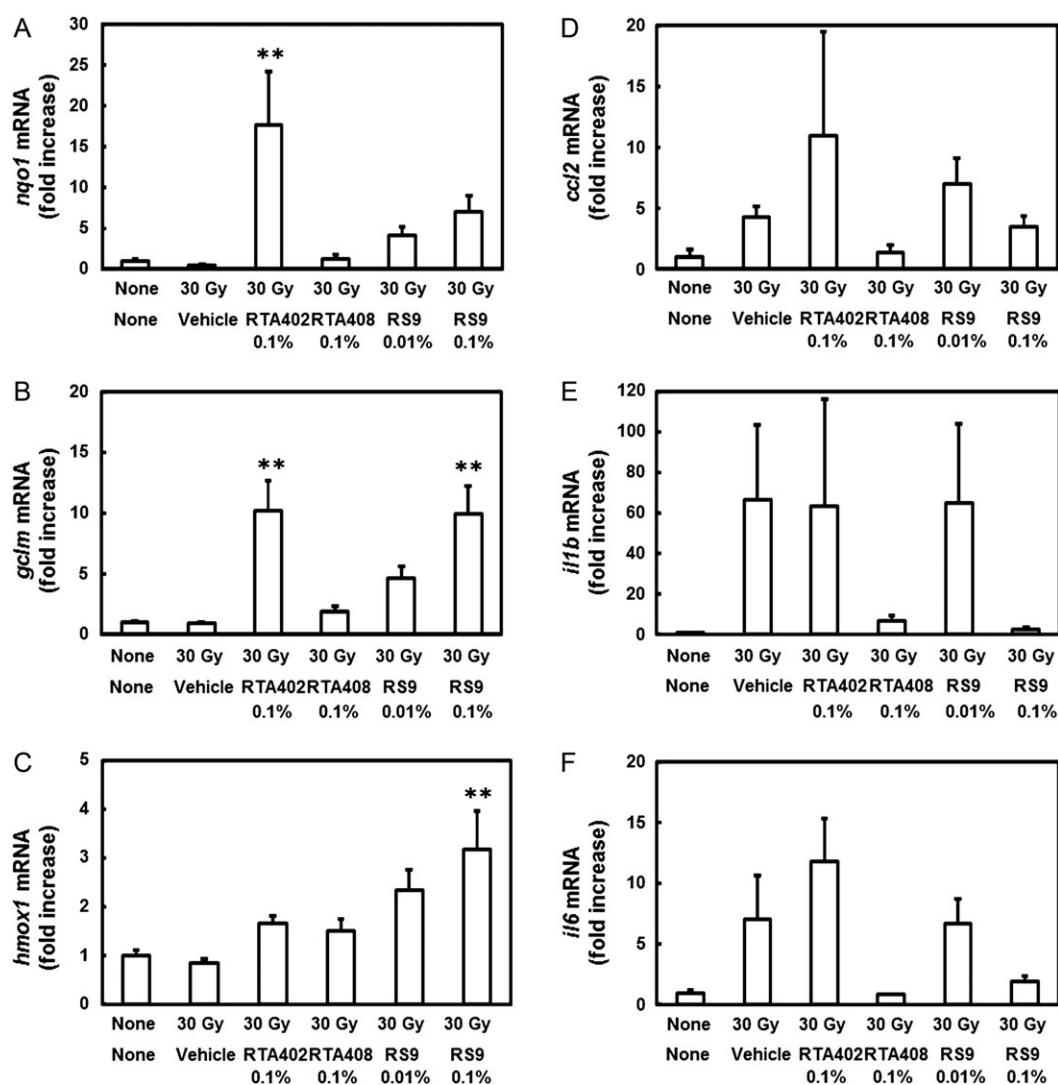 A
nqo1 mRNA
(fold increase)
30
25
20
15
10
5
0
**
None 30 Gy 30 Gy 30 Gy 30 Gy 30 Gy
None Vehicle RTA402 RTA408 RS9 RS9
0.1% 0.1% 0.01% 0.1%
B
gclm mRNA
(fold increase)
20
15
10
5
0
** **
None 30 Gy 30 Gy 30 Gy 30 Gy 30 Gy
None Vehicle RTA402 RTA408 RS9 RS9
0.1% 0.1% 0.01% 0.1%
C
hmox1 mRNA
(fold increase)
5
4
3
2
1
0
**
None 30 Gy 30 Gy 30 Gy 30 Gy 30 Gy
None Vehicle RTA402 RTA408 RS9 RS9
0.1% 0.1% 0.01% 0.1%
D
ccl2 mRNA
(fold increase)
20
15
10
5
0
None 30 Gy 30 Gy 30 Gy 30 Gy 30 Gy
None Vehicle RTA402 RTA408 RS9 RS9
0.1% 0.1% 0.01% 0.1%
E
il1b mRNA
(fold increase)
120
100
80
60
40
20
0
None 30 Gy 30 Gy 30 Gy 30 Gy 30 Gy
None Vehicle RTA402 RTA408 RS9 RS9
0.1% 0.1% 0.01% 0.1%
F
il6 mRNA
(fold increase)
20
15
10
5
0
None 30 Gy 30 Gy 30 Gy 30 Gy 30 Gy
None Vehicle RTA402 RTA408 RS9 RS9
0.1% 0.1% 0.01% 0.1%